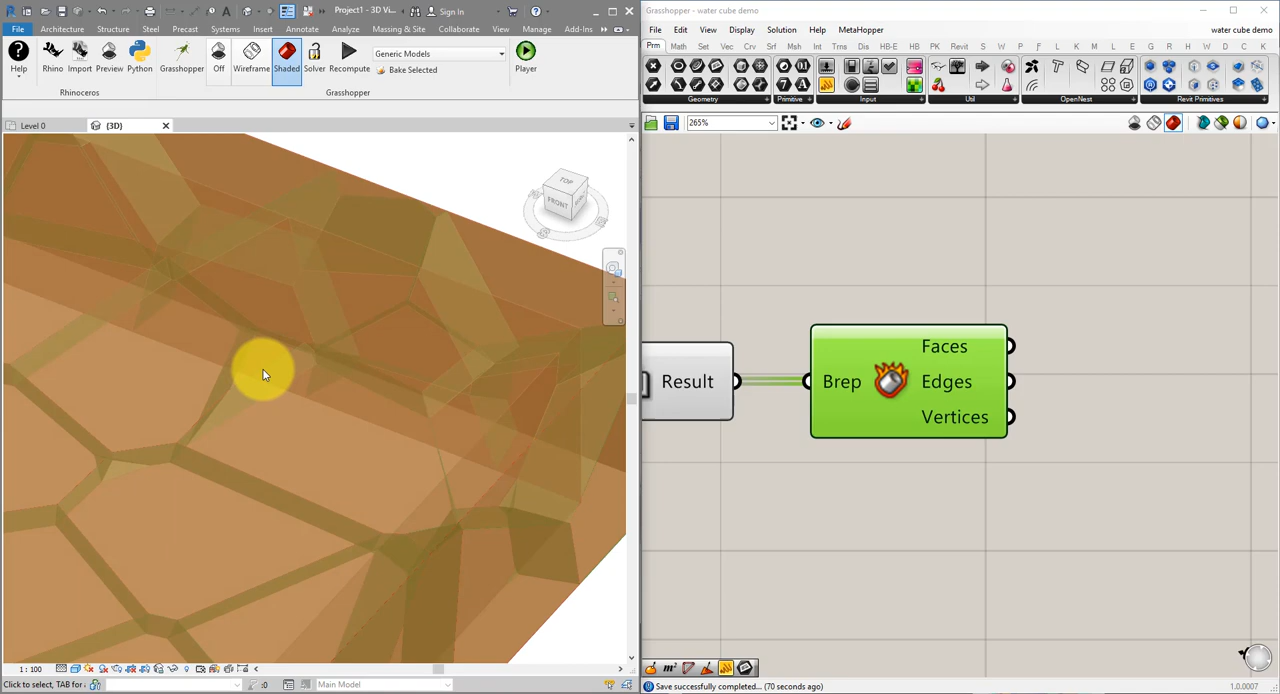 Project1 - 3D Vi...
Sign In
Grasshopper - water cube demo
File Architecture Structure Steel Precast Systems Insert Annotate Analyze Massing & Site Collaborate View Manage Add-Ins
File Edit View Display Solution Help MetaHopper
water cube demo
Prm Math Set Vec Crv Srf Msh Int Trns Dis HB-E PK Revit S W P F L T E B M L A V H K D C K
Help Rhino Import Preview Python Grasshopper Off Wireframe Shaded Solver Recompute
Generic Models
Bake Selected
Player
Rhinoceros Grasshopper
Geometry Primitive Input Util OpenNest Revit Primitives
Level 0 {3D}
265%
TOP
FRONT
Result
Brep
Faces
Edges
Vertices
1 : 100
Click to select, TAB for
:0
Main Model
Save successfully completed... (70 seconds ago)
1.0.0007